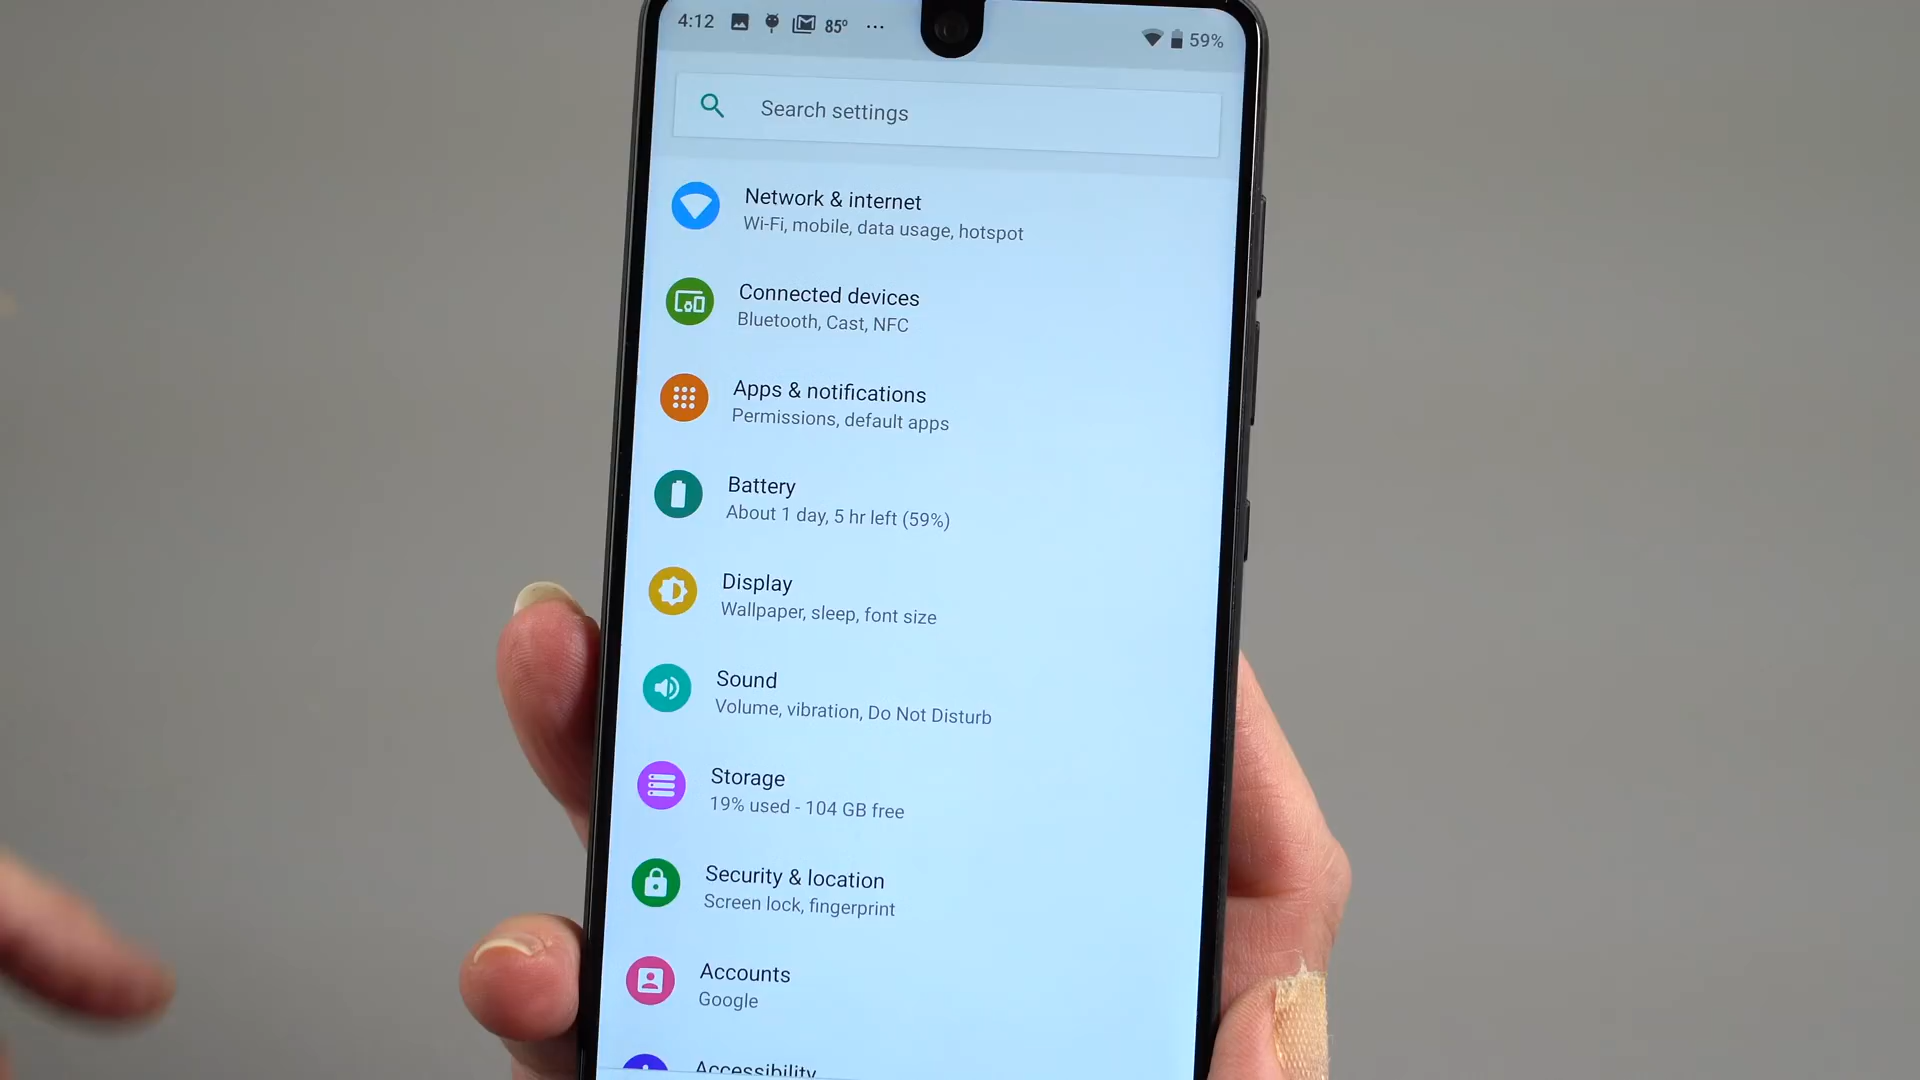 4:12 85° ... 59%
Search settings
Network & internet
Wi-Fi, mobile, data usage, hotspot
Connected devices
Bluetooth, Cast, NFC
Apps & notifications
Permissions, default apps
Battery
About 1 day, 5 hr left (59%)
Display
Wallpaper, sleep, font size
Sound
Volume, vibration, Do Not Disturb
Storage
19% used - 104 GB free
Security & location
Screen lock, fingerprint
Accounts
Google
Accessibility